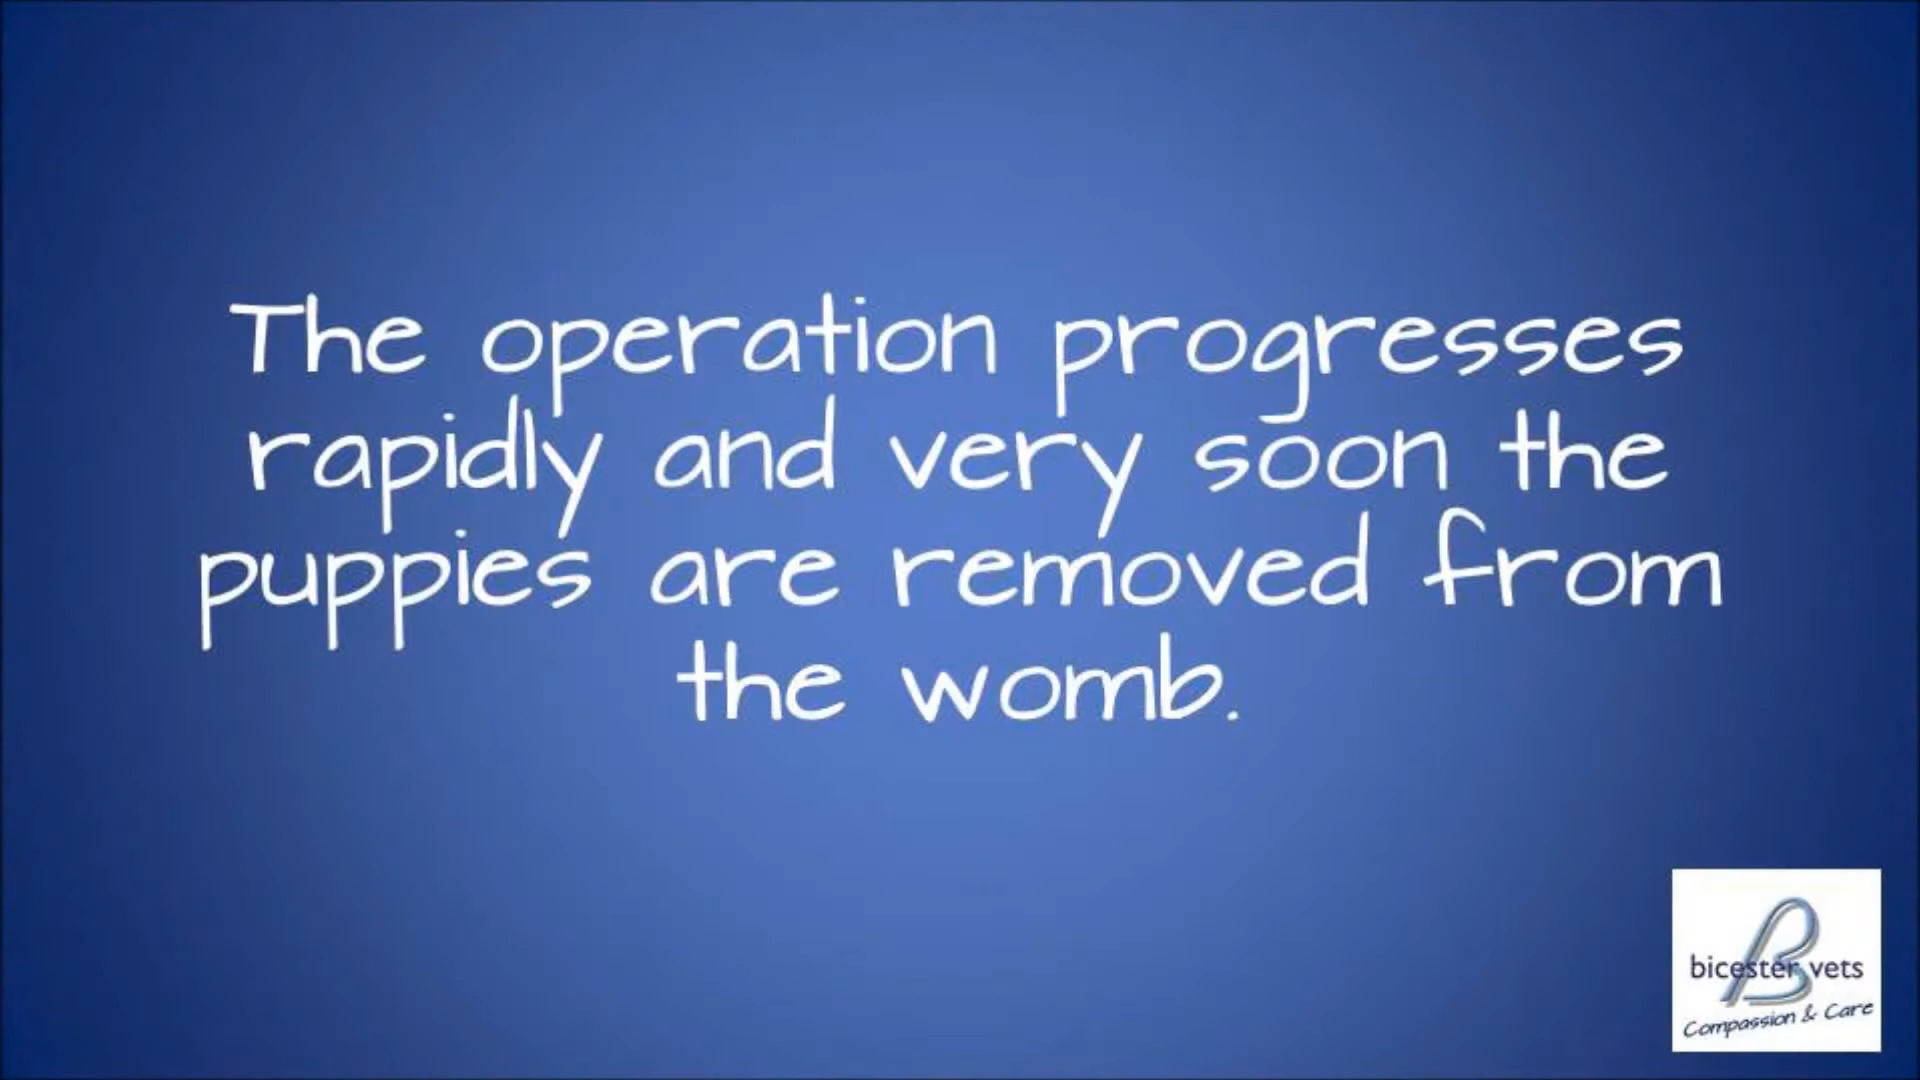 The operation progresses
rapidly and very soon the
puppies are removed from
the womb.
bicester vets
Compassion & Care